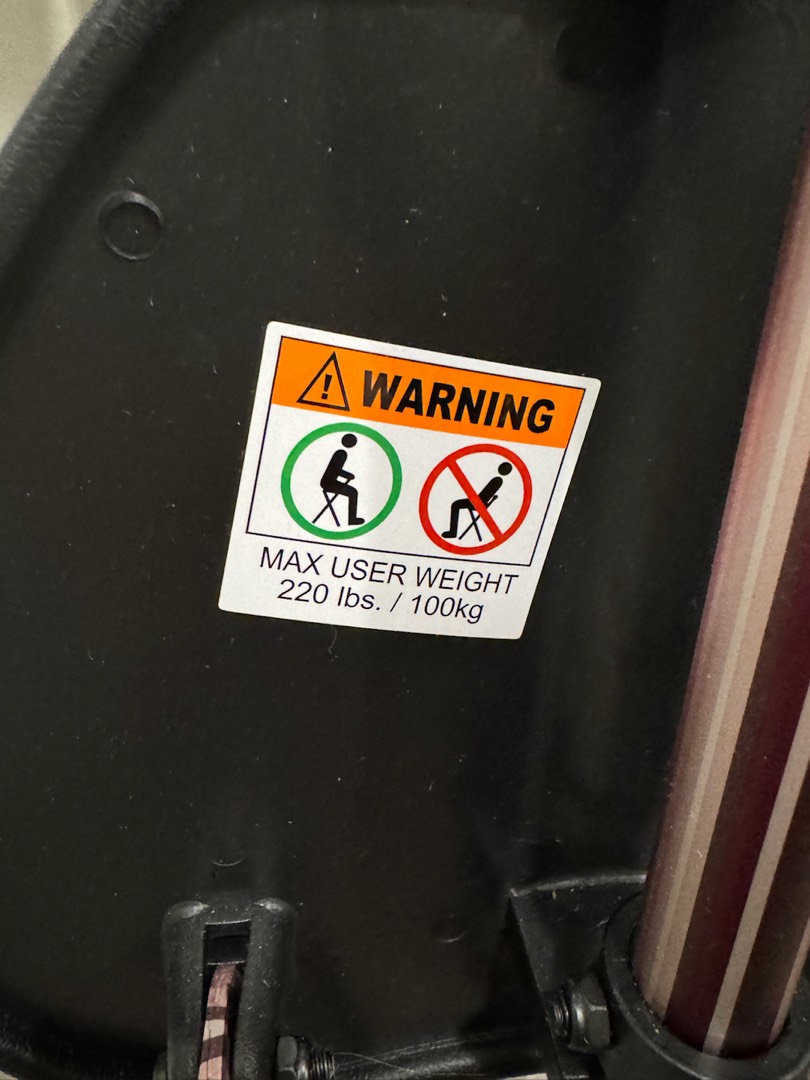 ! WARNING
MAX USER WEIGHT
220 lbs. / 100kg